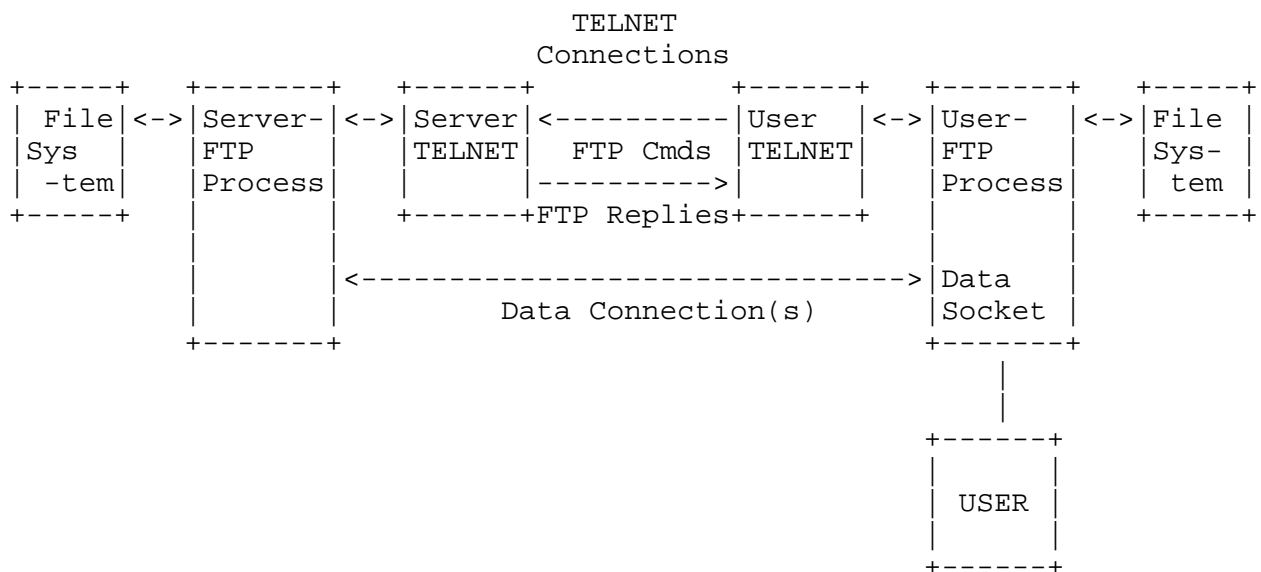 TELNET
Connections
File <-> Server- <-> Server <---------- User <-> User- <-> File
Sys FTP TELNET FTP Cmds TELNET FTP Sys-
-tem Process ----------> Process tem
FTP Replies
<-------------------------------> Data
Data Connection(s) Socket
USER